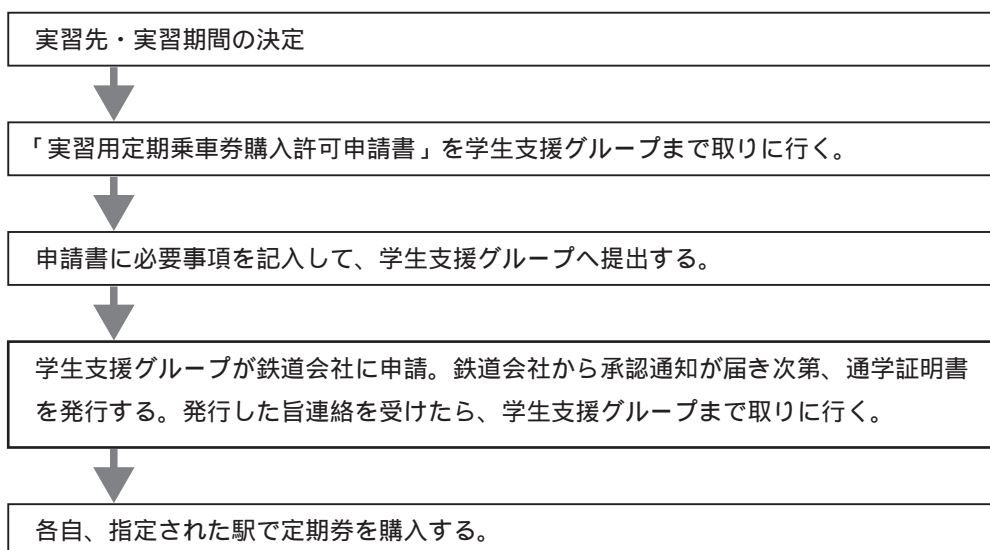 実習先・実習期間の決定
「実習用定期乗車券購入許可申請書」を学生支援グループまで取りに行く。
申請書に必要事項を記入して、学生支援グループへ提出する。
学生支援グループが鉄道会社に申請。鉄道会社から承認通知が届き次第、通学証明書
を発行する。発行した旨連絡を受けたら、学生支援グループまで取りに行く。
各自、指定された駅で定期券を購入する。